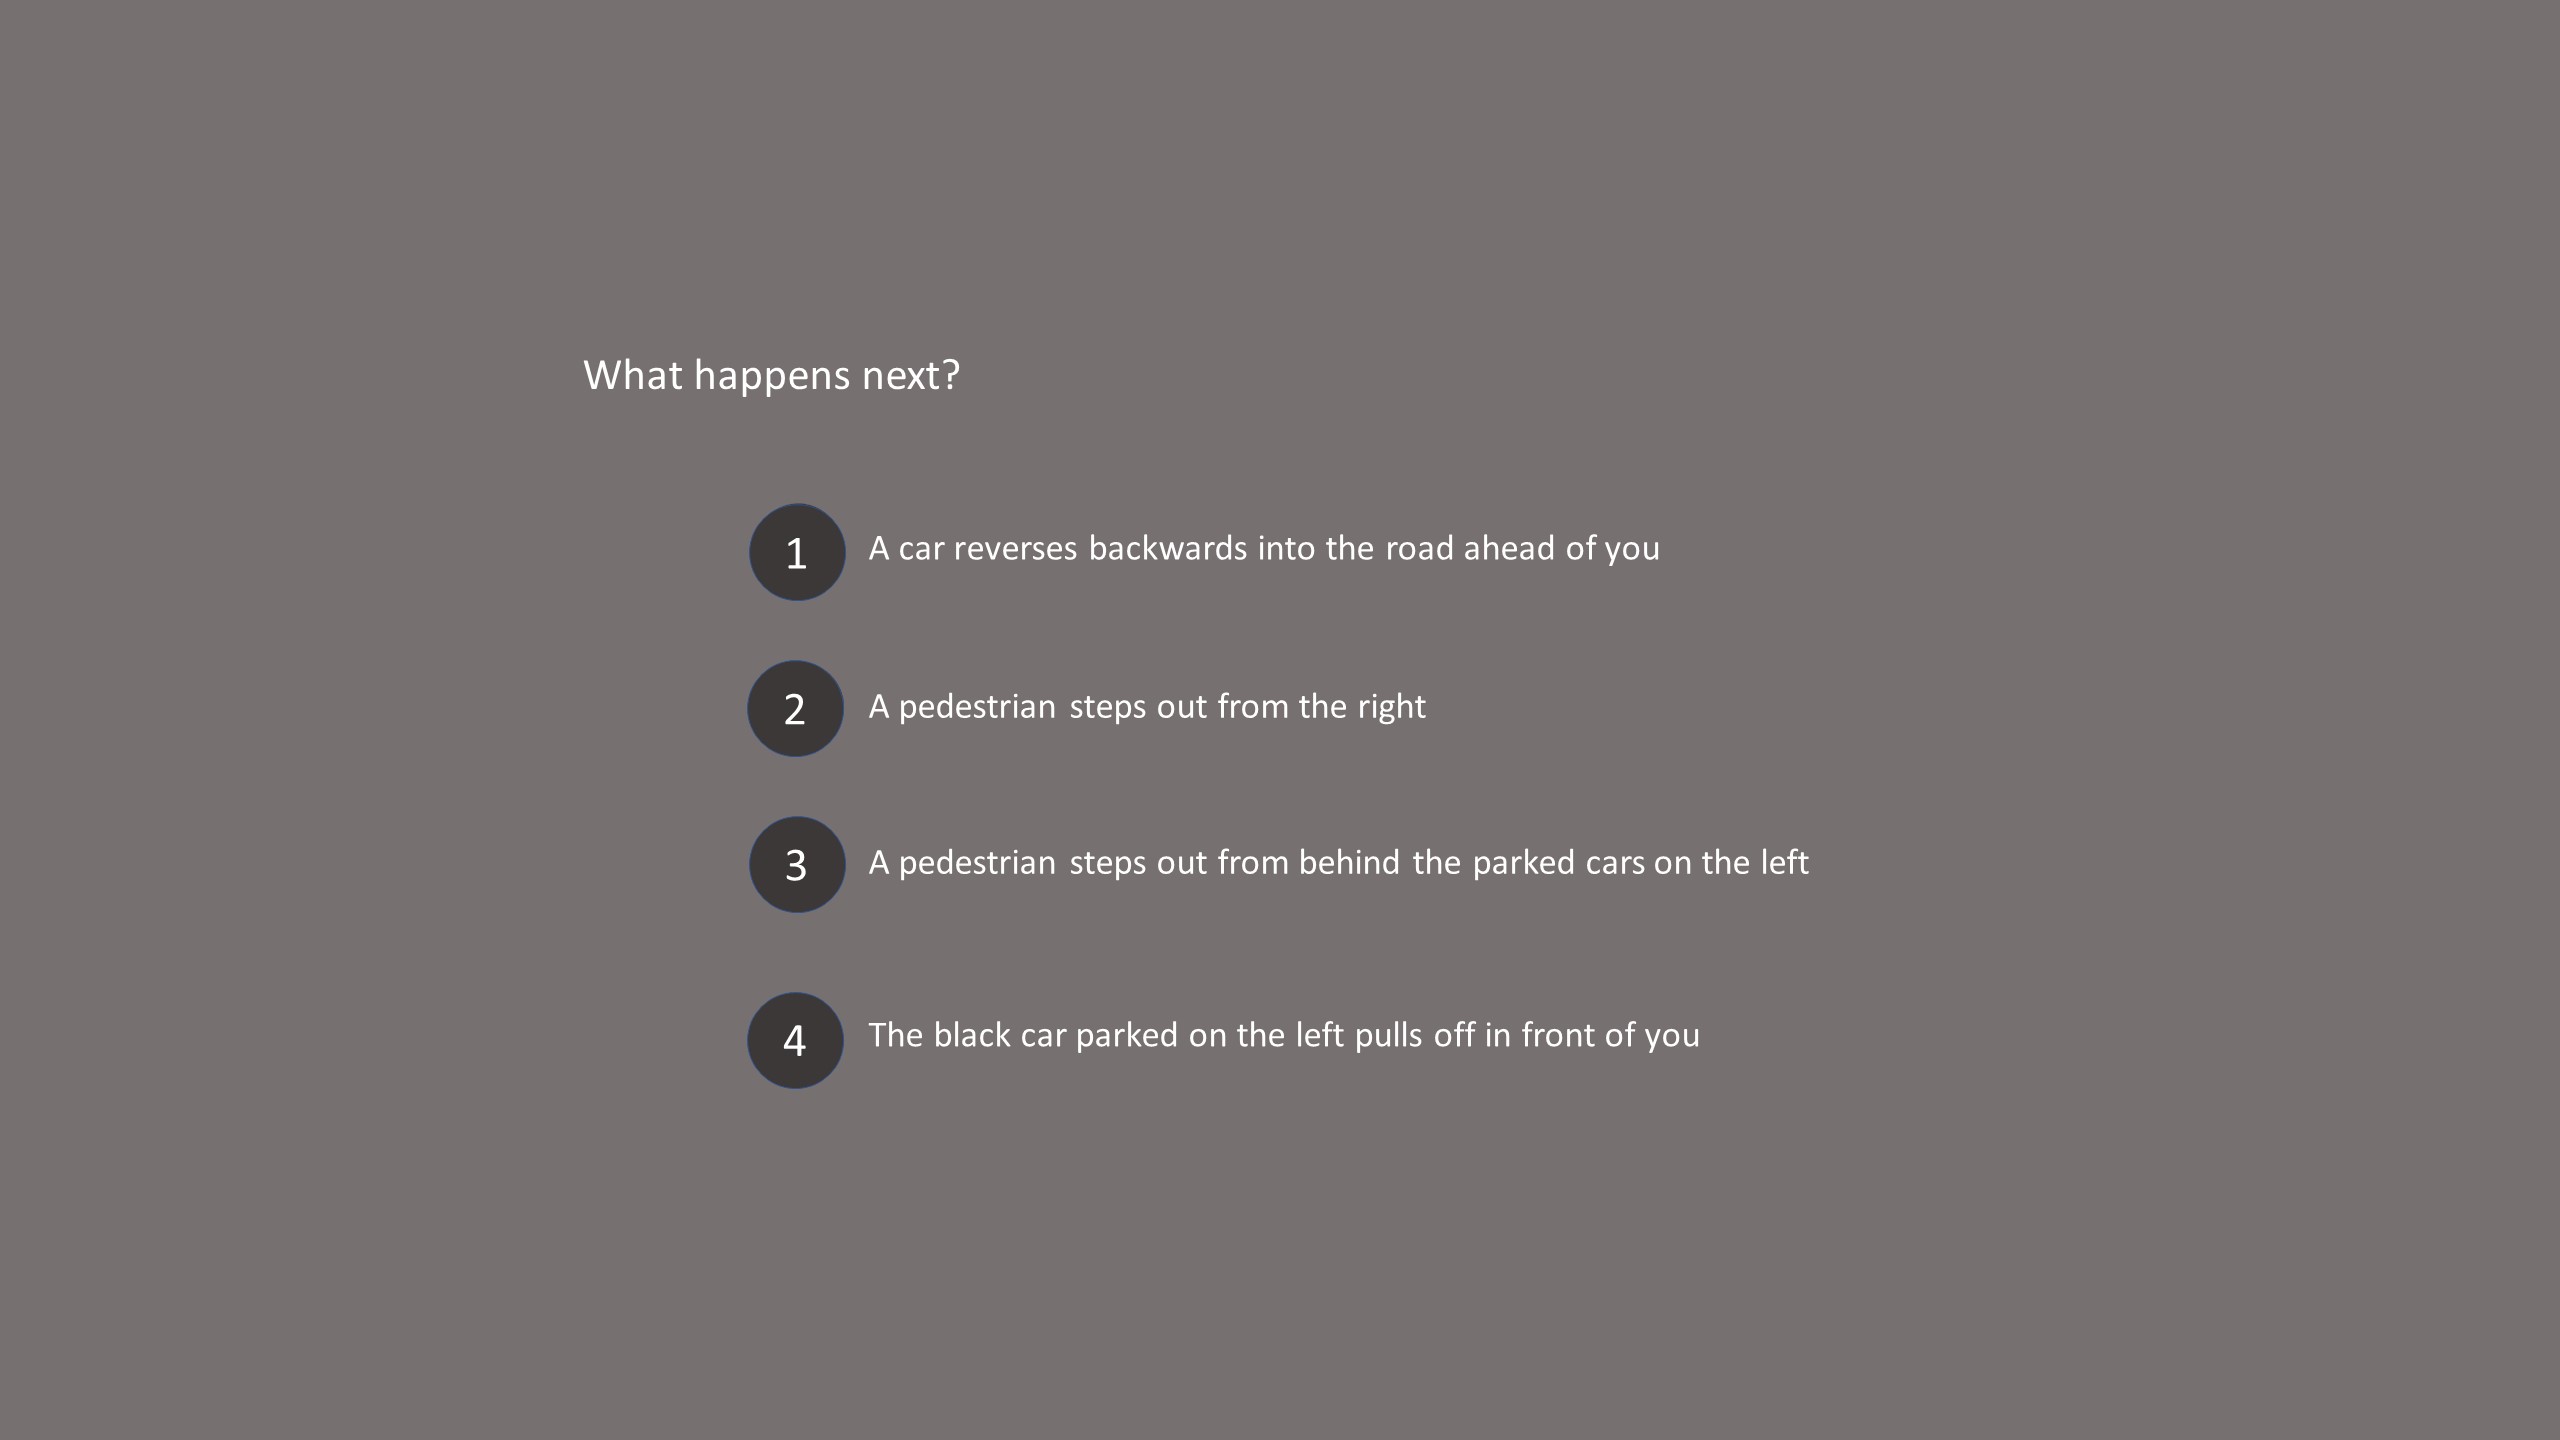 What happens next?
1 A car reverses backwards into the road ahead of you
2 A pedestrian steps out from the right
3 A pedestrian steps out from behind the parked cars on the left
4 The black car parked on the left pulls off in front of you